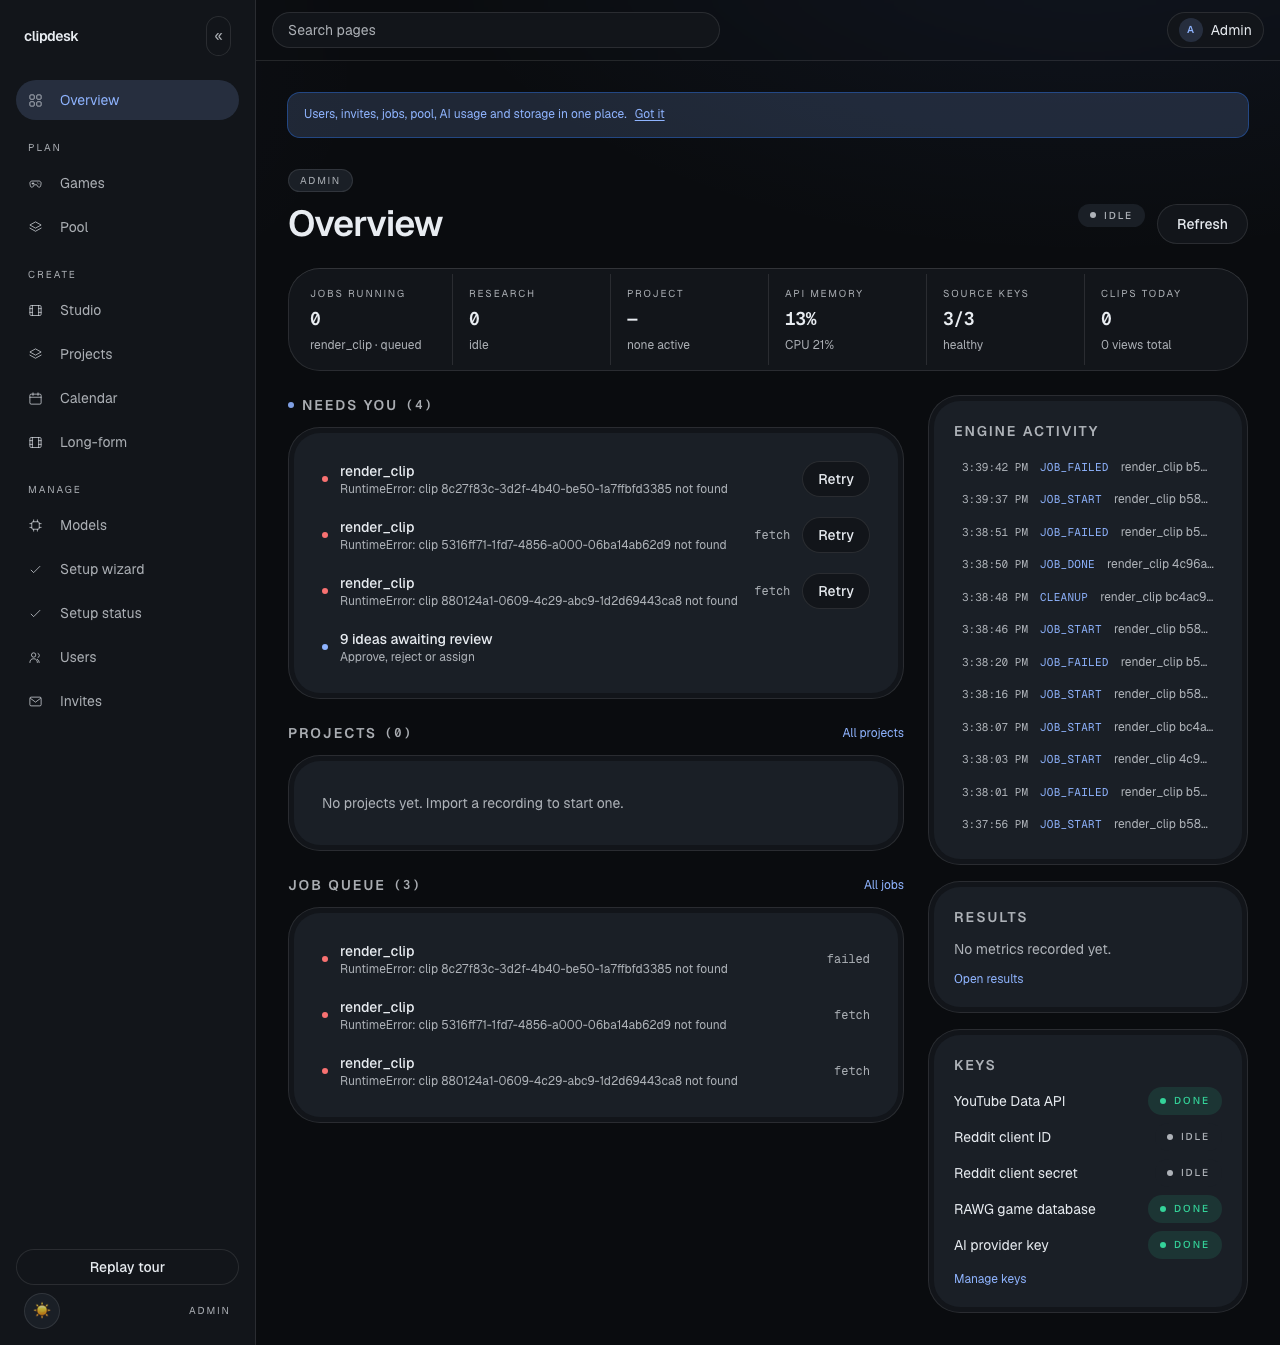 clipdesk
«
Search pages
A Admin
Overview
PLAN
Games
Pool
CREATE
Studio
Projects
Calendar
Long-form
MANAGE
Models
Setup wizard
Setup status
Users
Invites
Replay tour
ADMIN
Users, invites, jobs, pool, AI usage and storage in one place. Got it
ADMIN
Overview
IDLE
Refresh
JOBS RUNNING
0
render_clip · queued
RESEARCH
0
idle
PROJECT
—
none active
API MEMORY
13%
CPU 21%
SOURCE KEYS
3/3
healthy
CLIPS TODAY
0
0 views total
NEEDS YOU (4)
render_clip
RuntimeError: clip 8c27f83c-3d2f-4b40-be50-1a7ffbfd3385 not found
Retry
render_clip
RuntimeError: clip 5316ff71-1fd7-4856-a000-06ba14ab62d9 not found
fetch
Retry
render_clip
RuntimeError: clip 880124a1-0609-4c29-abc9-1d2d69443ca8 not found
fetch
Retry
9 ideas awaiting review
Approve, reject or assign
PROJECTS (0)
All projects
No projects yet. Import a recording to start one.
JOB QUEUE (3)
All jobs
render_clip
RuntimeError: clip 8c27f83c-3d2f-4b40-be50-1a7ffbfd3385 not found
failed
render_clip
RuntimeError: clip 5316ff71-1fd7-4856-a000-06ba14ab62d9 not found
fetch
render_clip
RuntimeError: clip 880124a1-0609-4c29-abc9-1d2d69443ca8 not found
fetch
ENGINE ACTIVITY
3:39:42 PM JOB_FAILED render_clip b5…
3:39:37 PM JOB_START render_clip b58…
3:38:51 PM JOB_FAILED render_clip b5…
3:38:50 PM JOB_DONE render_clip 4c96a…
3:38:48 PM CLEANUP render_clip bc4ac9…
3:38:46 PM JOB_START render_clip b58…
3:38:20 PM JOB_FAILED render_clip b5…
3:38:16 PM JOB_START render_clip b58…
3:38:07 PM JOB_START render_clip bc4a…
3:38:03 PM JOB_START render_clip 4c9…
3:38:01 PM JOB_FAILED render_clip b5…
3:37:56 PM JOB_START render_clip b58…
RESULTS
No metrics recorded yet.
Open results
KEYS
YouTube Data API DONE
Reddit client ID IDLE
Reddit client secret IDLE
RAWG game database DONE
AI provider key DONE
Manage keys